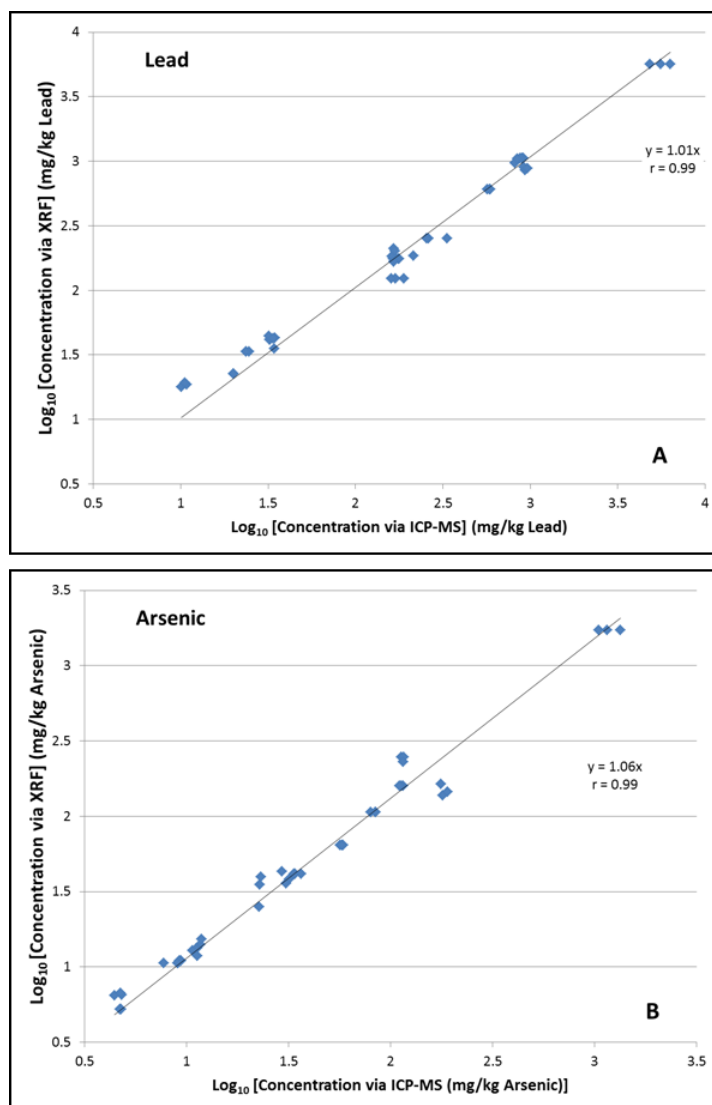 Lead
4
3.5
3
2.5
2
1.5
1
0.5
Log₁₀ [Concentration via XRF] (mg/kg Lead)
y = 1.01x
r = 0.99
A
0.5 1 1.5 2 2.5 3 3.5 4
Log₁₀ [Concentration via ICP-MS] (mg/kg Lead)
Arsenic
3.5
3
2.5
2
1.5
1
0.5
Log₁₀ [Concentration via XRF] (mg/kg Arsenic)
y = 1.06x
r = 0.99
B
0.5 1 1.5 2 2.5 3 3.5
Log₁₀ [Concentration via ICP-MS (mg/kg Arsenic)]